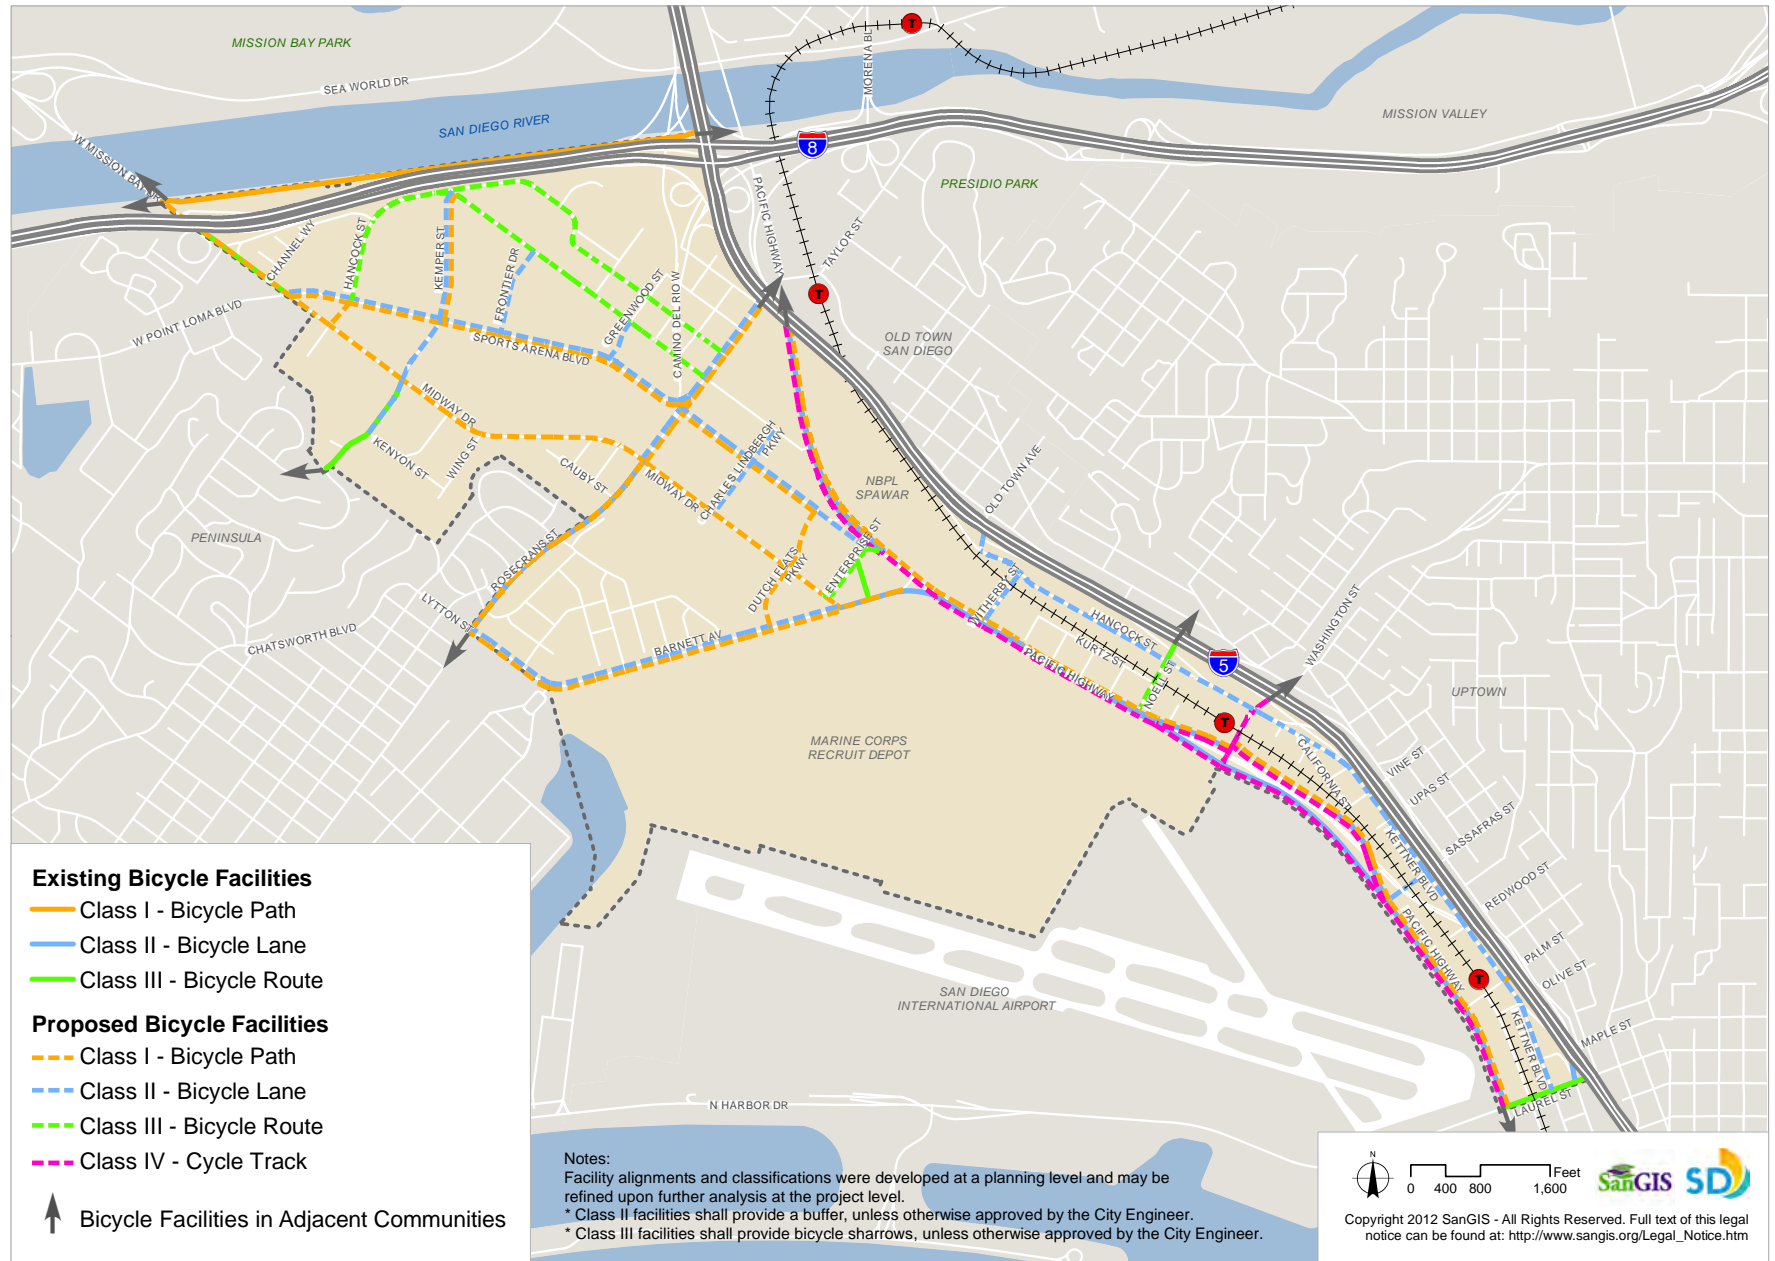 MISSION BAY PARK
SEA WORLD DR
SAN DIEGO RIVER
W MISSION BAY DR
MORENA BL
MISSION VALLEY
8
PRESIDIO PARK
PACIFIC HIGHWAY
TAYLOR ST
T
T
CHANNEL WY
HANCOCK ST
KEMPER ST
FRONTIER DR
GREENWOOD ST
CAMINO DEL RIO W
W POINT LOMA BLVD
SPORTS ARENA BLVD
OLD TOWN
SAN DIEGO
MIDWAY DR
KENYON ST
WING ST
CAUBY ST
MIDWAY DR
CHARLES LINDBERGH
PKWY
NBPL
SPAWAR
OLD TOWN AVE
PENINSULA
ROSECRANS ST
LYTTON ST
CHATSWORTH BLVD
DUTCH FLATS
PKWY
ENTERPRISE ST
BARNETT AV
WITHERBY ST
HANCOCK ST
KURTZ ST
PACIFIC HIGHWAY
NOELL ST
WASHINGTON ST
5
T
UPTOWN
MARINE CORPS
RECRUIT DEPOT
CALIFORNIA ST
VINE ST
UPAS ST
SASSAFRAS ST
KETTNER BLVD
REDWOOD ST
PACIFIC HIGHWAY
PALM ST
OLIVE ST
T
SAN DIEGO
INTERNATIONAL AIRPORT
KETTNER BLVD
MAPLE ST
LAUREL ST
N HARBOR DR
Existing Bicycle Facilities
Class I - Bicycle Path
Class II - Bicycle Lane
Class III - Bicycle Route
Proposed Bicycle Facilities
Class I - Bicycle Path
Class II - Bicycle Lane
Class III - Bicycle Route
Class IV - Cycle Track
Bicycle Facilities in Adjacent Communities
Notes:
Facility alignments and classifications were developed at a planning level and may be
refined upon further analysis at the project level.
* Class II facilities shall provide a buffer, unless otherwise approved by the City Engineer.
* Class III facilities shall provide bicycle sharrows, unless otherwise approved by the City Engineer.
N
Feet
0 400 800 1,600
SanGIS
SD
Copyright 2012 SanGIS - All Rights Reserved. Full text of this legal
notice can be found at: http://www.sangis.org/Legal_Notice.htm